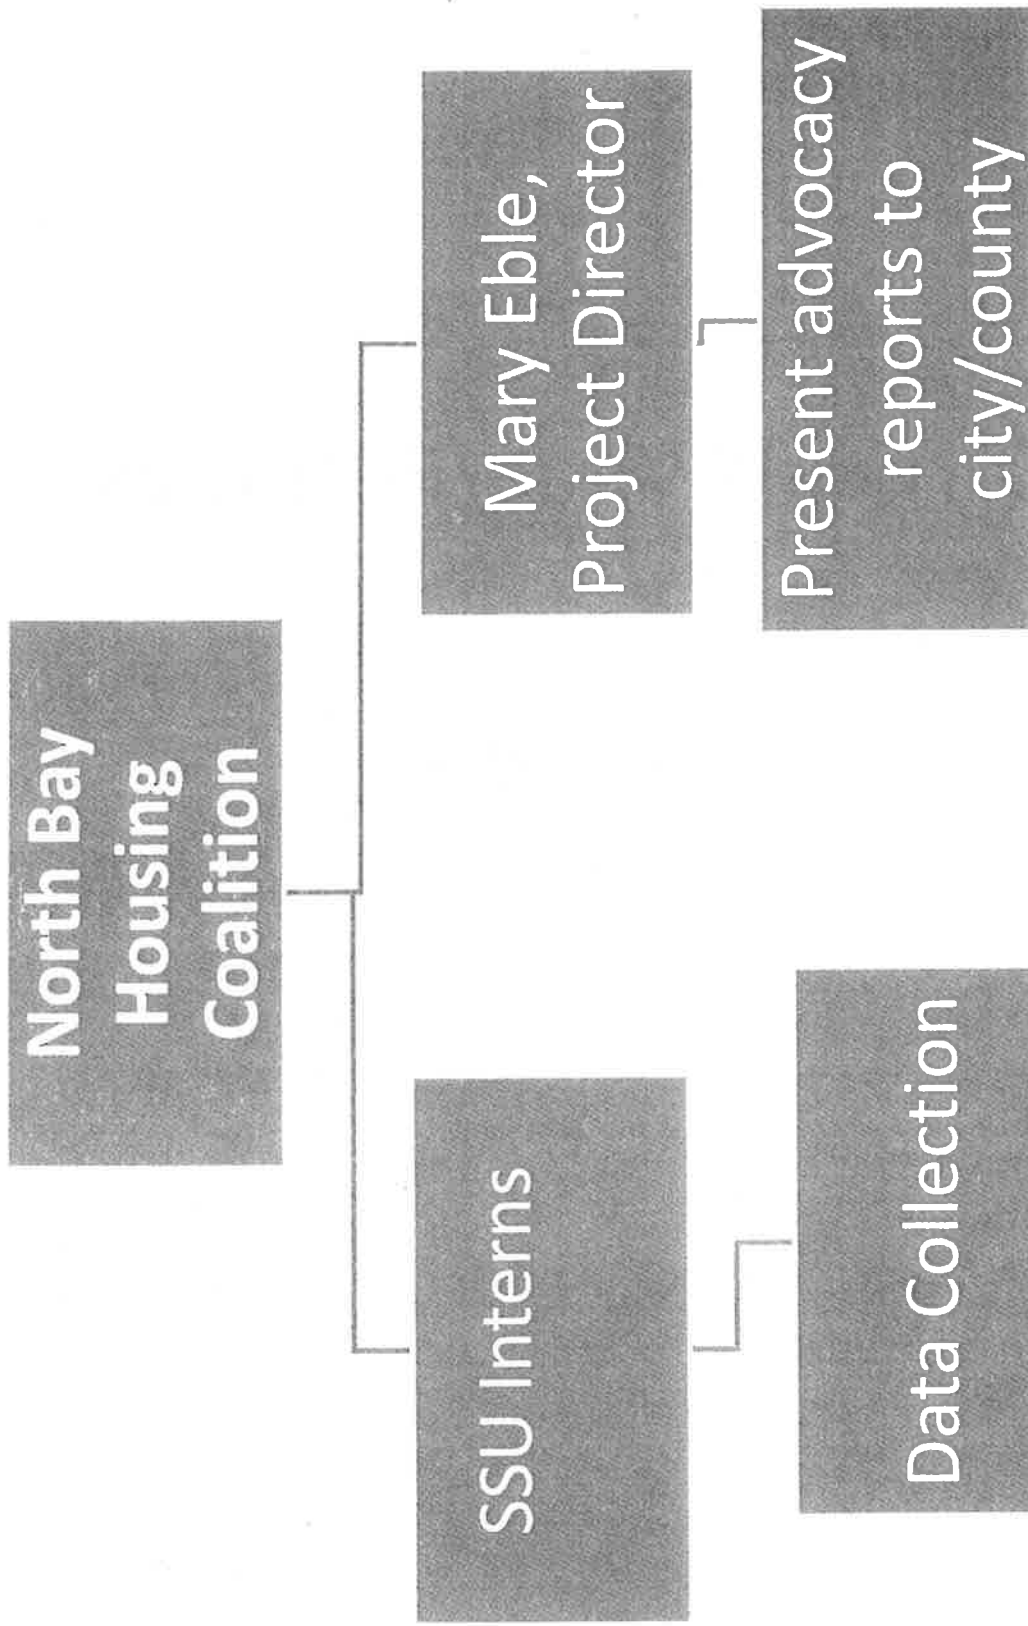 North Bay
Housing
Coalition
SSU Interns
Mary Eble,
Project Director
Data Collection
Present advocacy
reports to
city/county